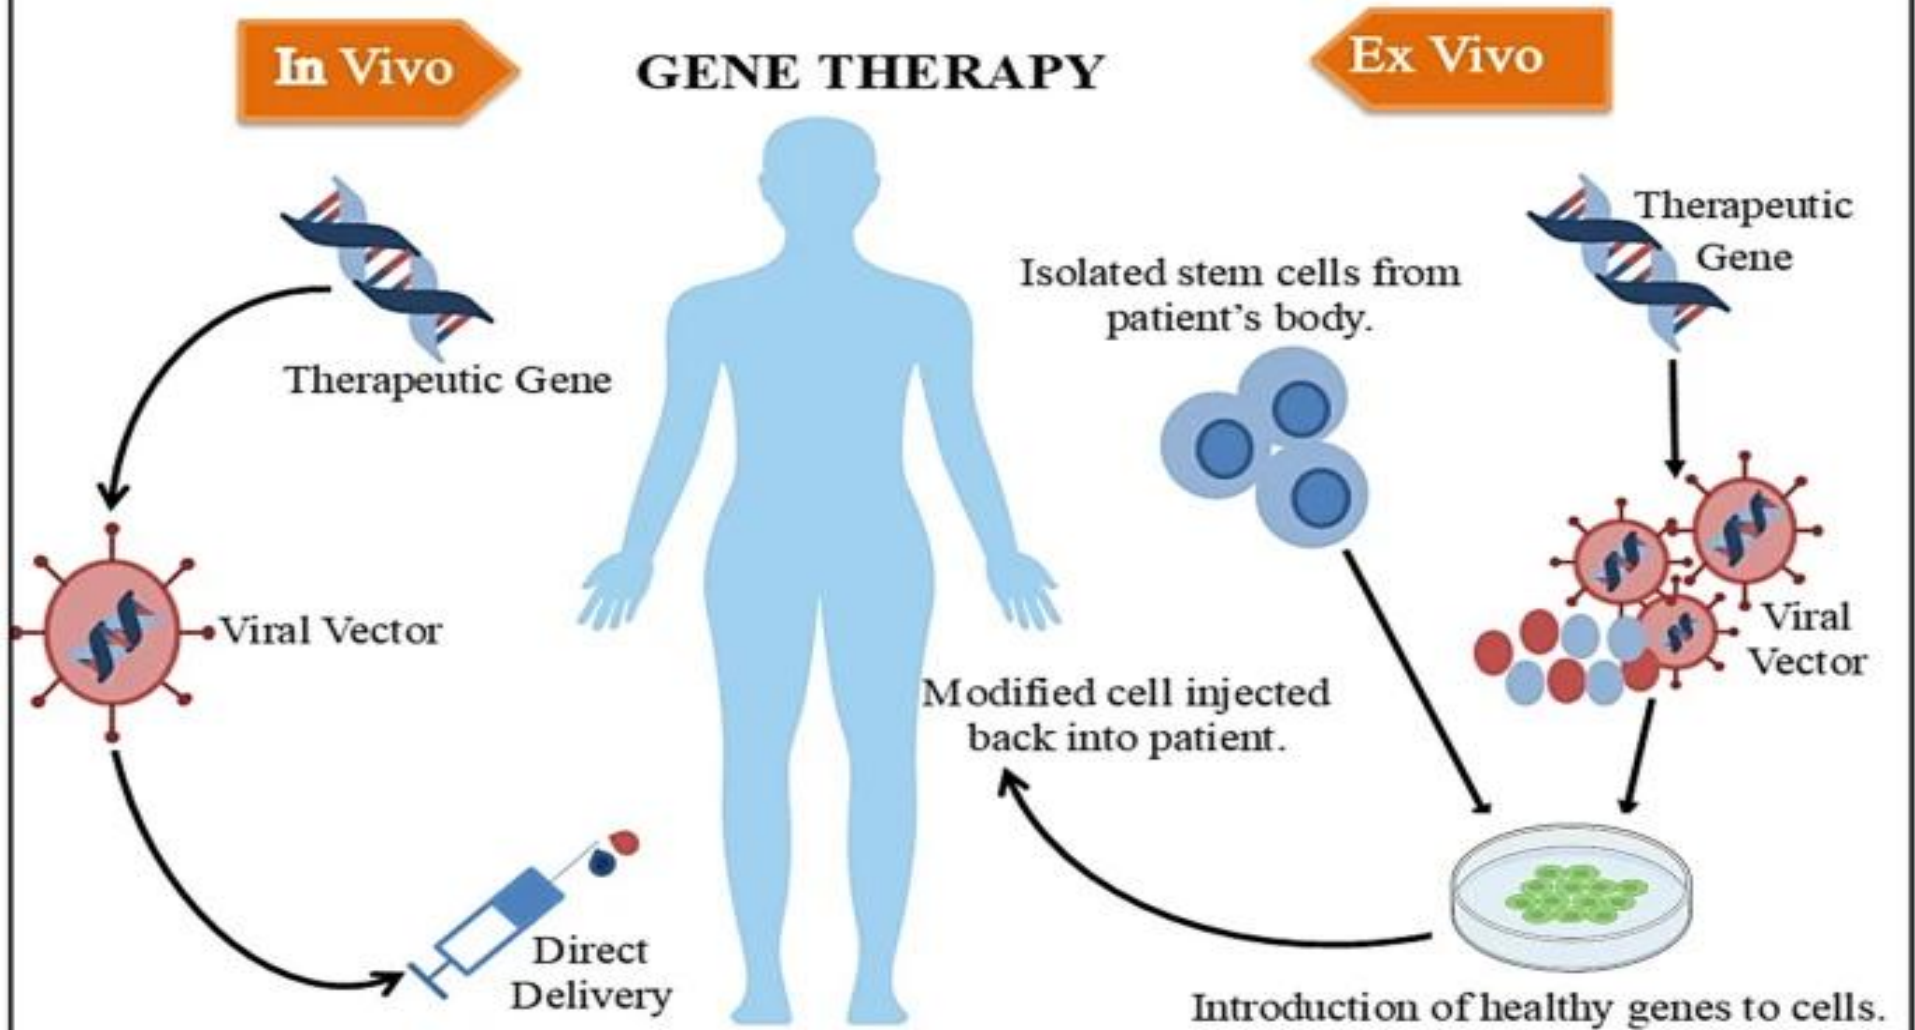 In Vivo
GENE THERAPY
Ex Vivo
Therapeutic Gene
Viral Vector
Direct
Delivery
Isolated stem cells from
patient's body.
Therapeutic
Gene
Viral
Vector
Modified cell injected
back into patient.
Introduction of healthy genes to cells.